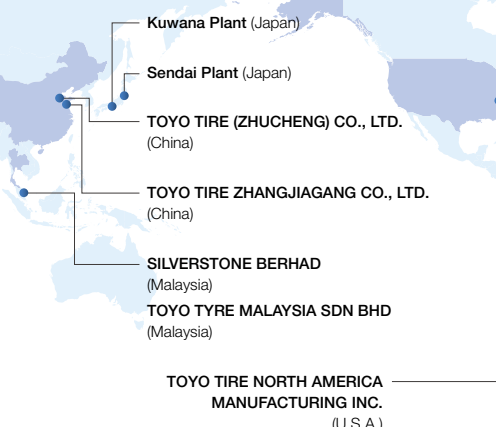 Kuwana Plant (Japan)
Sendai Plant (Japan)
TOYO TIRE (ZHUCHENG) CO., LTD.
(China)
TOYO TIRE ZHANGJIAGANG CO., LTD.
(China)
SILVERSTONE BERHAD
(Malaysia)
TOYO TYRE MALAYSIA SDN BHD
(Malaysia)
TOYO TIRE NORTH AMERICA
MANUFACTURING INC.
(U.S.A.)